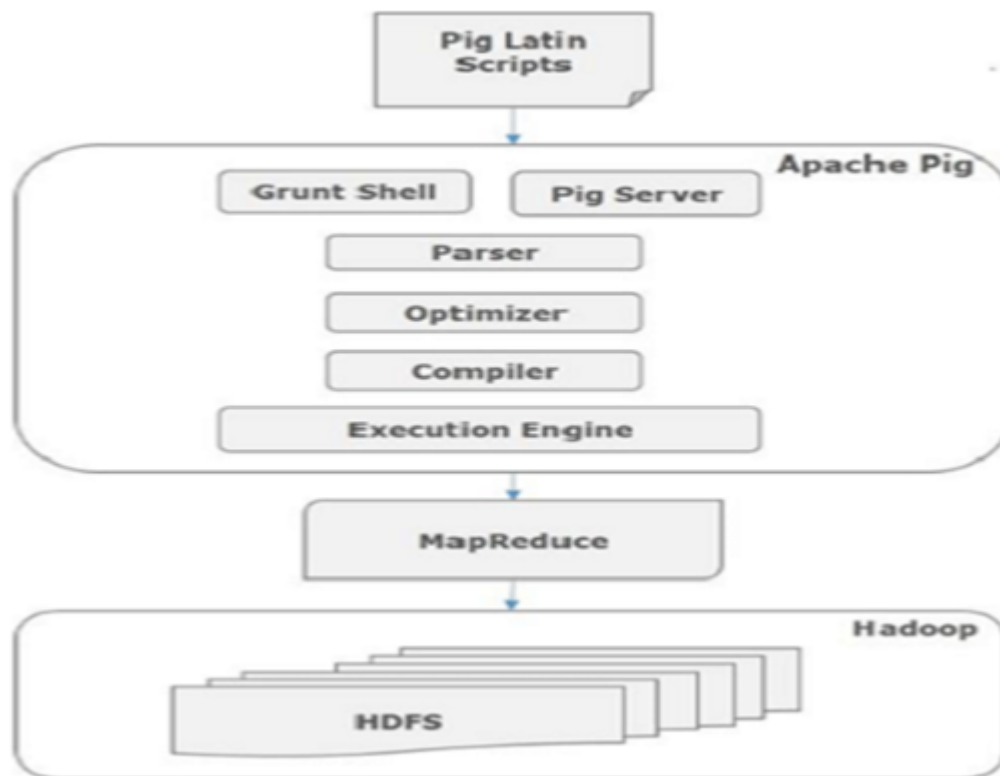 Pig Latin
Scripts
Apache Pig
Grunt Shell
Pig Server
Parser
Optimizer
Compiler
Execution Engine
MapReduce
Hadoop
HDFS